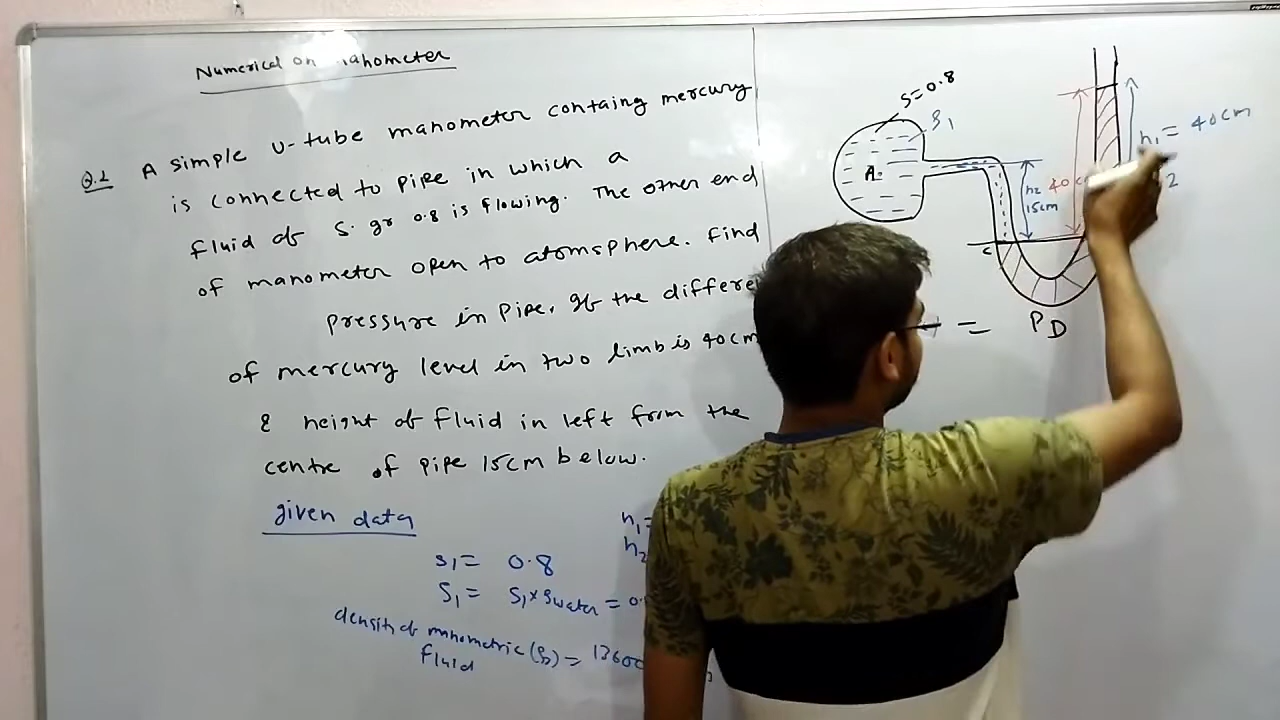 Numerical on
Q.1 A simple U-tube manometer containg mercury
is connected to pipe in which a
fluid of S.gr 0.8 is flowing. The other end
of manometer open to atomsphere. Find
pressure in pipe, If the differe
of mercury level in two limb is 40cm
& height of fluid in left from the
centre of pipe 15cm below.
given data
S1= 0.8
S1= S1×Swater = 0.
density of manometric (S2) = 1360
fluid
h1=
h2
S=0.8
S1
A.
h2
15cm
40
h1= 40cm
2
C
P D
=